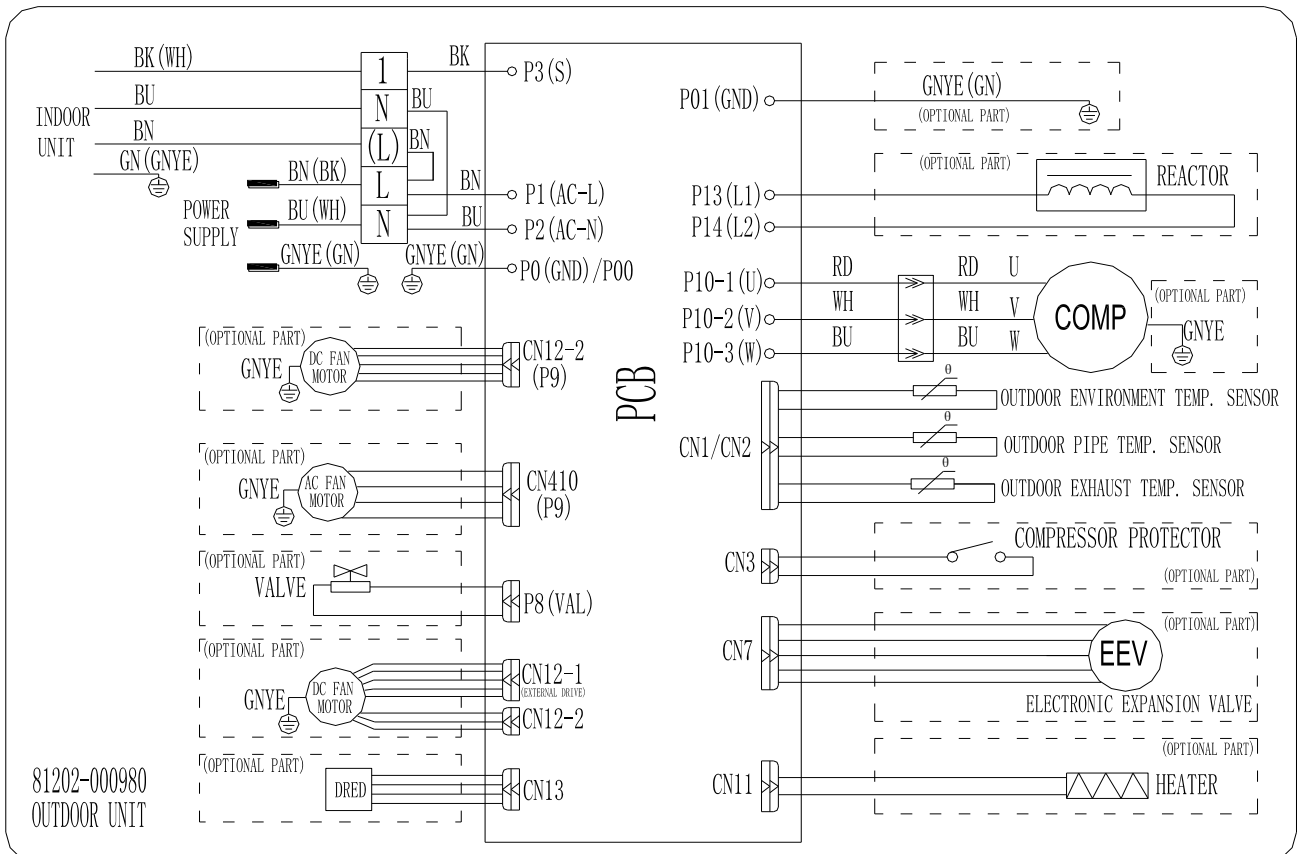 BK(WH)
BU
INDOOR
UNIT
BN
GN(GNYE)
1
N
(L)
L
N
BK
BU
BN
BN
BU
POWER
SUPPLY
BN(BK)
BU(WH)
GNYE(GN)
GNYE(GN)
P3(S)
P1(AC-L)
P2(AC-N)
P0(GND)/P00
(OPTIONAL PART)
GNYE
DC FAN
MOTOR
CN12-2
(P9)
(OPTIONAL PART)
GNYE
AC FAN
MOTOR
CN410
(P9)
(OPTIONAL PART)
VALVE
P8(VAL)
(OPTIONAL PART)
GNYE
DC FAN
MOTOR
CN12-1
(EXTERNAL DRIVE)
CN12-2
(OPTIONAL PART)
DRED
CN13
81202-000980
OUTDOOR UNIT
PCB
P01(GND)
GNYE(GN)
(OPTIONAL PART)
(OPTIONAL PART)
REACTOR
P13(L1)
P14(L2)
P10-1(U)
RD
RD
U
P10-2(V)
WH
WH
V
P10-3(W)
BU
BU
W
COMP
(OPTIONAL PART)
GNYE
CN1/CN2
θ
OUTDOOR ENVIRONMENT TEMP. SENSOR
θ
OUTDOOR PIPE TEMP. SENSOR
θ
OUTDOOR EXHAUST TEMP. SENSOR
CN3
COMPRESSOR PROTECTOR
(OPTIONAL PART)
CN7
(OPTIONAL PART)
EEV
ELECTRONIC EXPANSION VALVE
(OPTIONAL PART)
CN11
HEATER